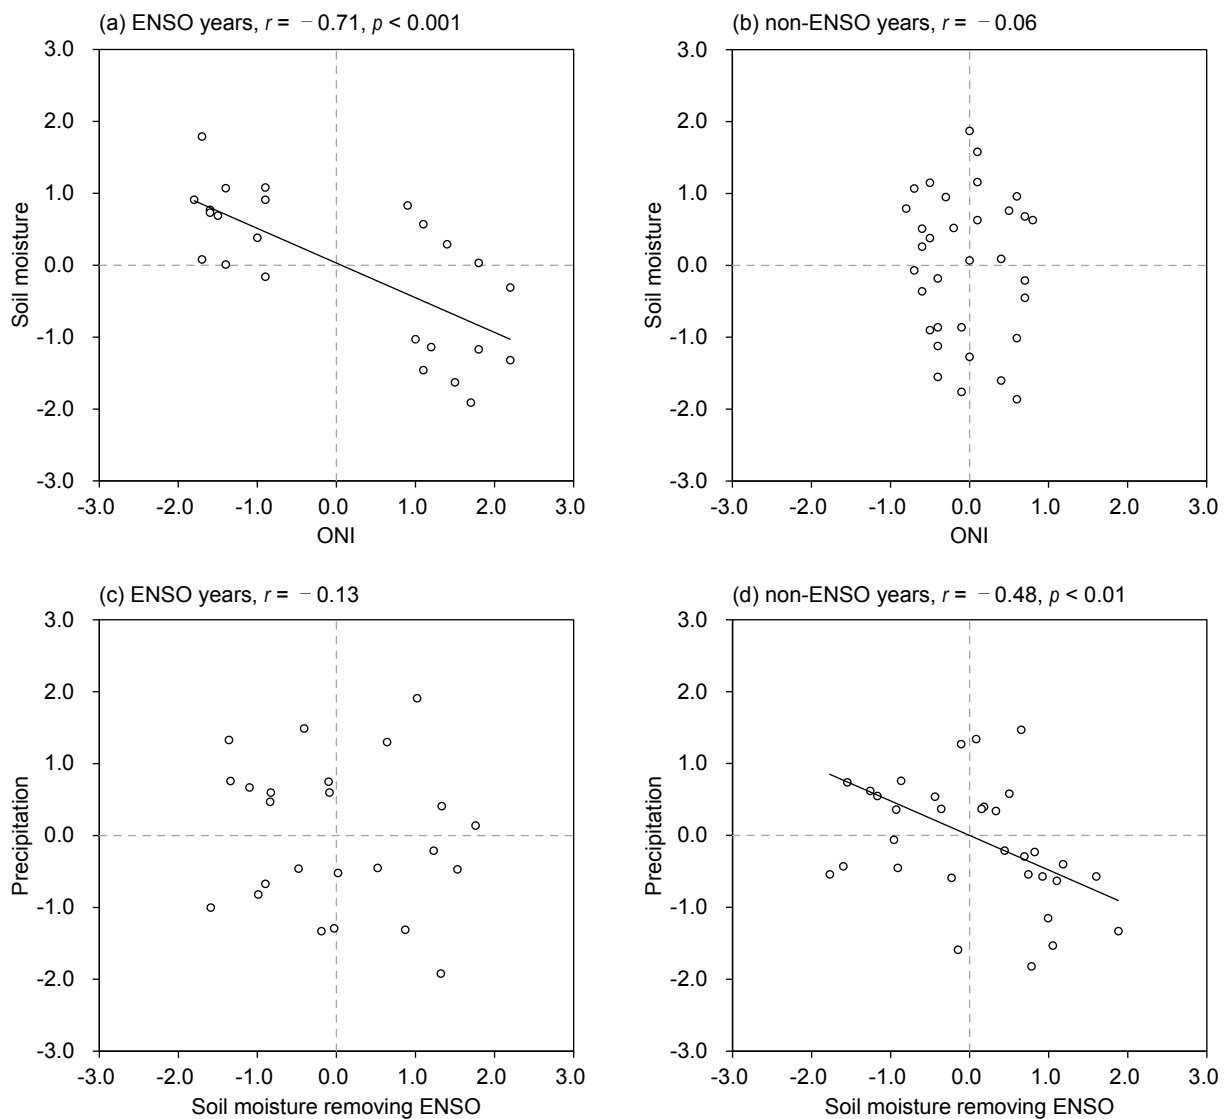 (a) ENSO years, r = −0.71, p < 0.001
3.0
2.0
1.0
0.0
-1.0
-2.0
-3.0
Soil moisture
-3.0 -2.0 -1.0 0.0 1.0 2.0 3.0
ONI
(b) non-ENSO years, r = −0.06
3.0
2.0
1.0
0.0
-1.0
-2.0
-3.0
Soil moisture
-3.0 -2.0 -1.0 0.0 1.0 2.0 3.0
ONI
(c) ENSO years, r = −0.13
3.0
2.0
1.0
0.0
-1.0
-2.0
-3.0
Precipitation
-3.0 -2.0 -1.0 0.0 1.0 2.0 3.0
Soil moisture removing ENSO
(d) non-ENSO years, r = −0.48, p < 0.01
3.0
2.0
1.0
0.0
-1.0
-2.0
-3.0
Precipitation
-3.0 -2.0 -1.0 0.0 1.0 2.0 3.0
Soil moisture removing ENSO